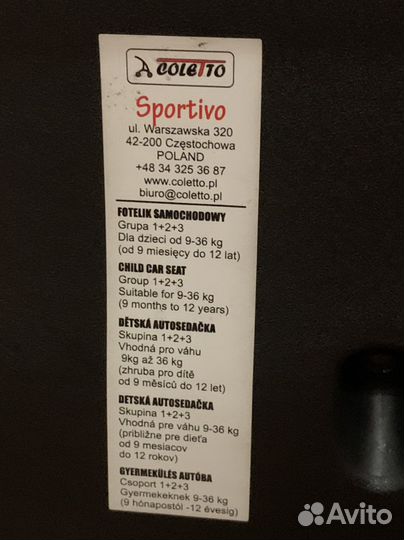 COLETTO
Sportivo
ul. Warszawska 320
42-200 Częstochowa
POLAND
+48 34 325 36 87
www.coletto.pl
biuro@coletto.pl
FOTELIK SAMOCHODOWY
Grupa 1+2+3
Dla dzieci od 9-36 kg
(od 9 miesięcy do 12 lat)
CHILD CAR SEAT
Group 1+2+3
Suitable for 9-36 kg
(9 months to 12 years)
DĚTSKÁ AUTOSEDAČKA
Skupina 1+2+3
Vhodná pro váhu
9kg až 36 kg
(zhruba pro dítě
od 9 měsíců do 12 let)
DETSKÁ AUTOSEDAČKA
Skupina 1+2+3
Vhodná pre váhu 9-36 kg
(približne pre dieťa
od 9 mesiacov
do 12 rokov)
GYERMEKÜLÉS AUTÓBA
Csoport 1+2+3
Gyermekeknek 9-36 kg
(9 hónapostól -12 évesig)
Avito